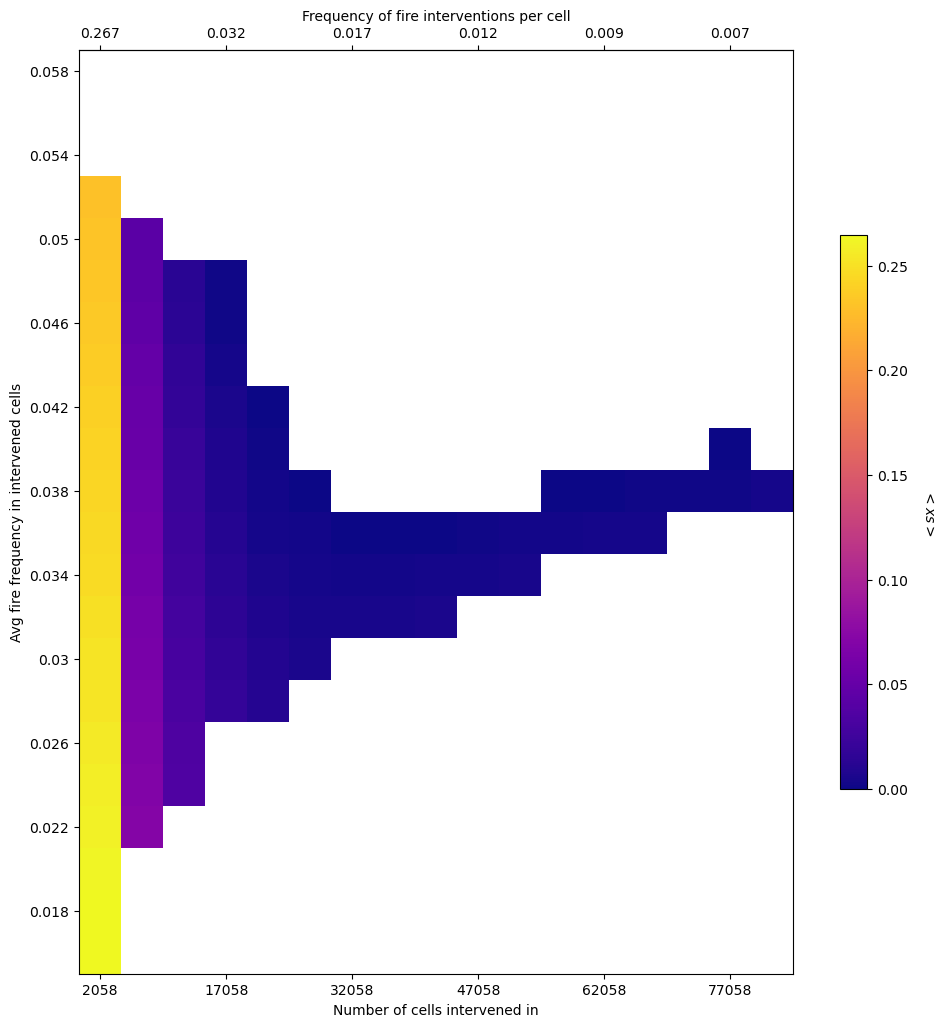 Frequency of fire interventions per cell
0.267 0.032 0.017 0.012 0.009 0.007
0.058
0.054
0.05
0.046
0.042
0.038
0.034
0.03
0.026
0.022
0.018
Avg fire frequency in intervened cells
2058 17058 32058 47058 62058 77058
Number of cells intervened in
0.25
0.20
0.15
0.10
0.05
0.00
< sx >